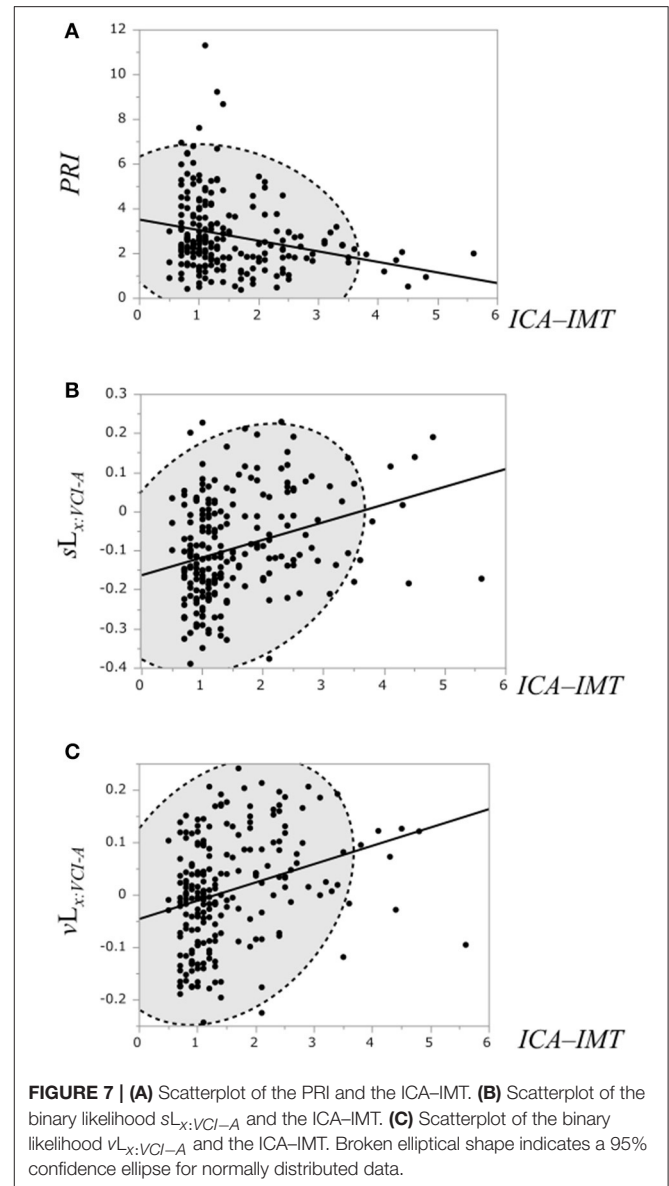 A
12
10
8
6
4
2
0
PRI
0 1 2 3 4 5 6
ICA–IMT
B
0.3
0.2
0.1
0
-0.1
-0.2
-0.3
-0.4
sLx:VCI-A
0 1 2 3 4 5 6
ICA–IMT
C
0.2
0.1
0
-0.1
-0.2
vLx:VCI-A
0 1 2 3 4 5 6
ICA–IMT
FIGURE 7 | (A) Scatterplot of the PRI and the ICA–IMT. (B) Scatterplot of the
binary likelihood sLx:VCI−A and the ICA–IMT. (C) Scatterplot of the binary
likelihood vLx:VCI−A and the ICA–IMT. Broken elliptical shape indicates a 95%
confidence ellipse for normally distributed data.